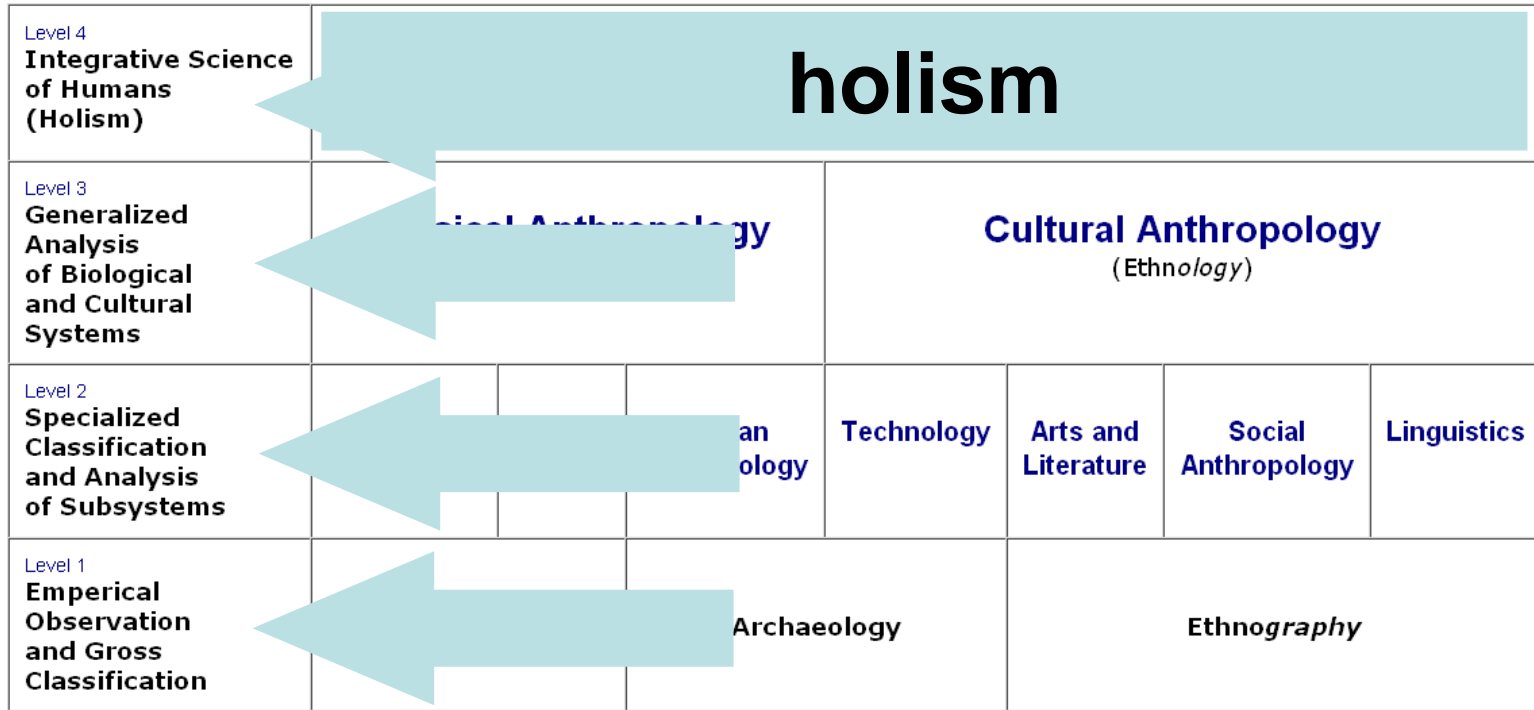 Level 4
Integrative Science
of Humans
(Holism)
holism
Level 3
Generalized
Analysis
of Biological
and Cultural
Systems
Cultural Anthropology
(Ethnology)
Level 2
Specialized
Classification
and Analysis
of Subsystems
Technology
Arts and
Literature
Social
Anthropology
Linguistics
Level 1
Emperical
Observation
and Gross
Classification
Archaeology
Ethnography